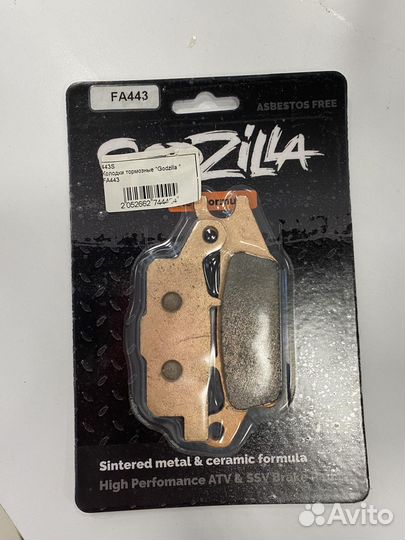 FA443
ASBESTOS FREE
GODZILLA
443S
Колодки тормозные "Godzilla "
FA443
Sintered metal & ceramic formula
High Perfomance ATV & SSV Brake
Avito